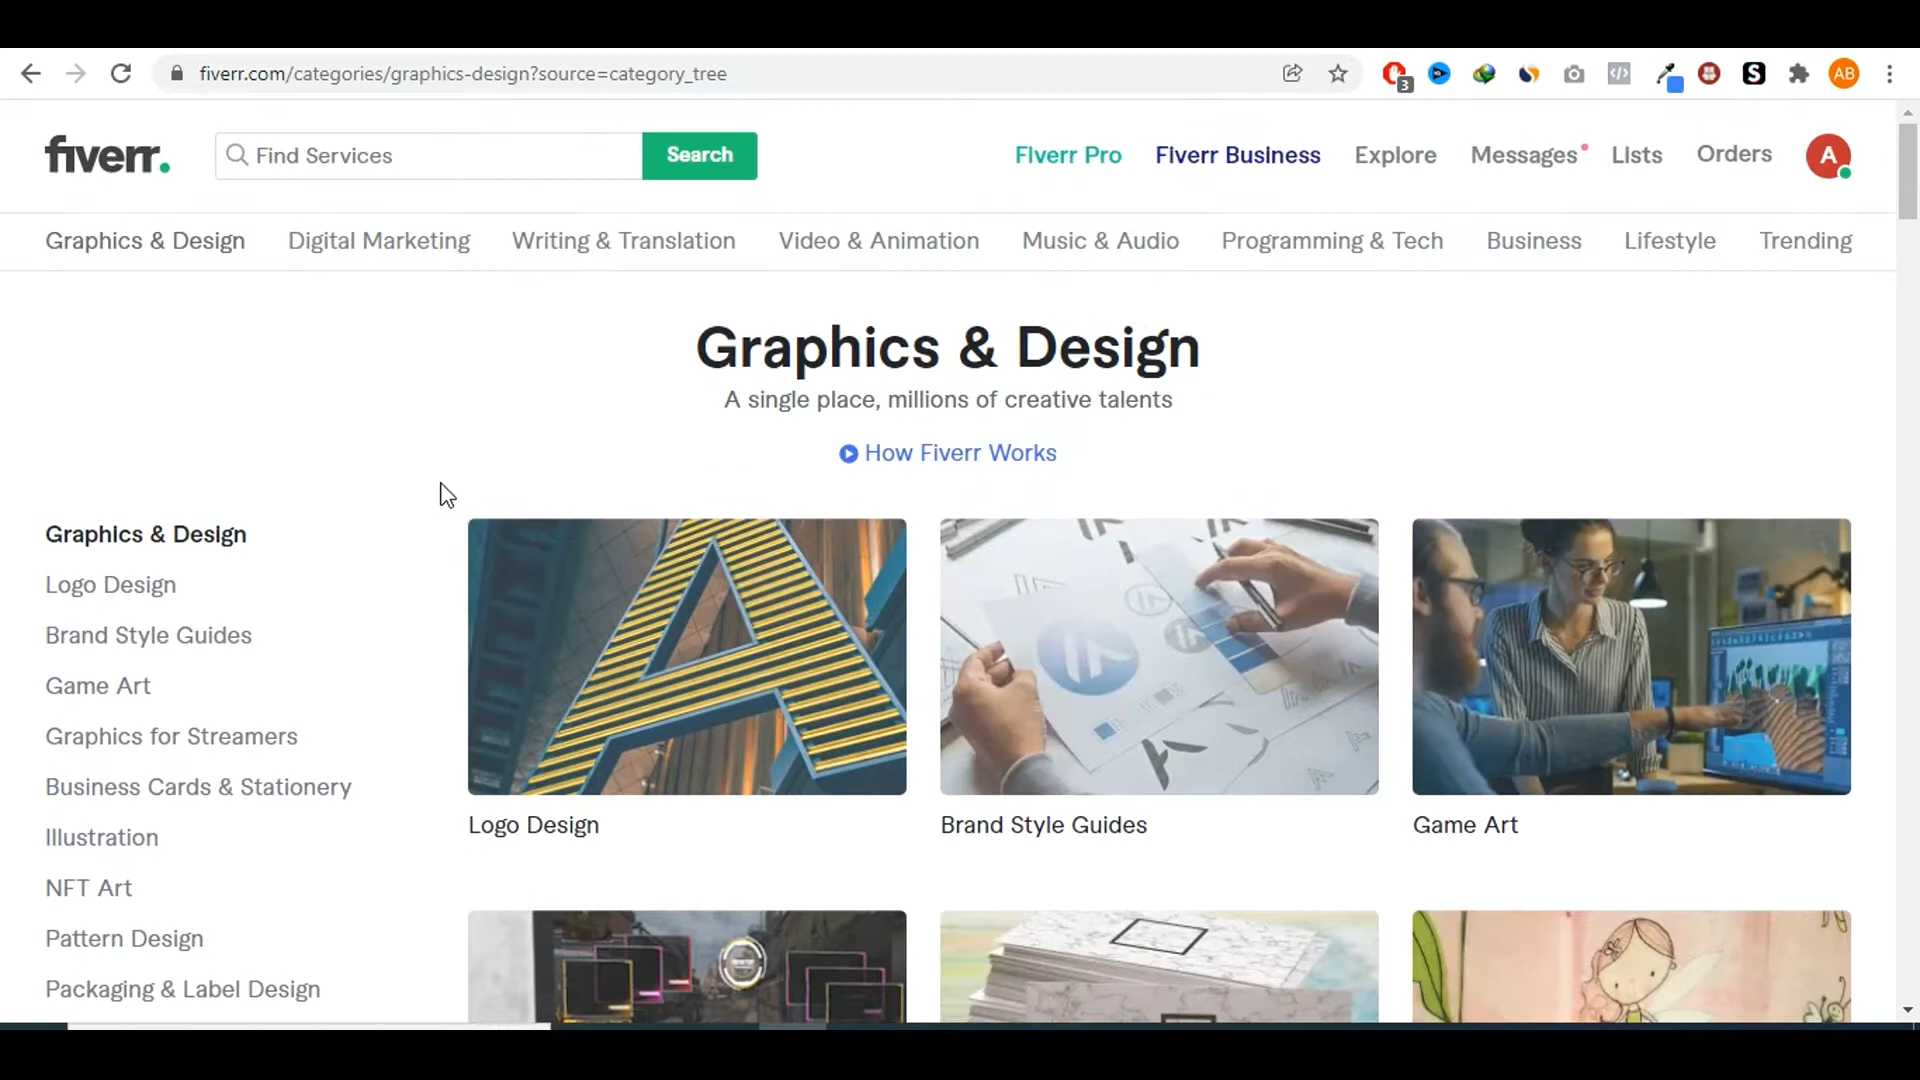 fiverr.com/categories/graphics-design?source=category_tree
3
AB
fiverr.
Find Services
Search
Fiverr Pro
Fiverr Business
Explore
Messages
LIsts
Orders
A
Graphics & Design
Digital Marketing
Writing & Translation
Video & Animation
Music & Audio
Programming & Tech
Business
Lifestyle
Trending
Graphics & Design
A single place, millions of creative talents
How Fiverr Works
Graphics & Design
Logo Design
Brand Style Guides
Game Art
Graphics for Streamers
Business Cards & Stationery
Illustration
NFT Art
Pattern Design
Packaging & Label Design
A
Logo Design
Brand Style Guides
Game Art